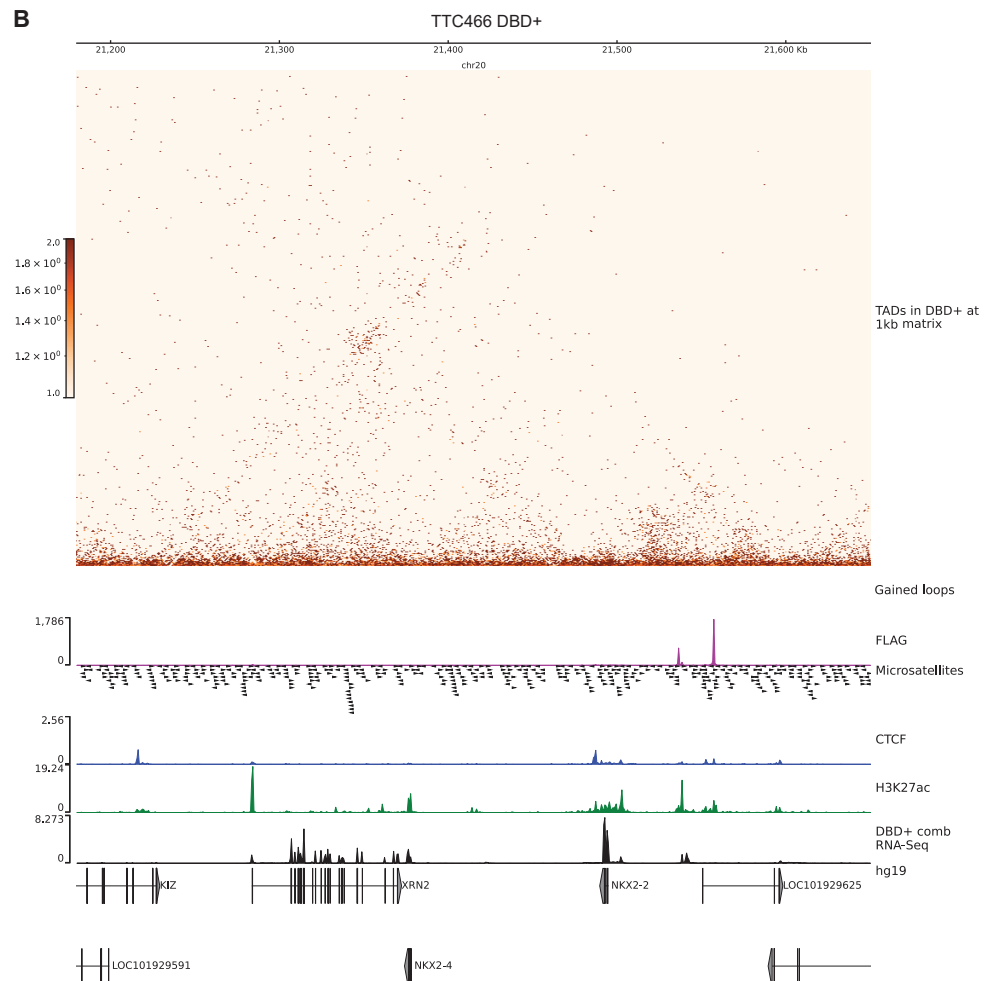 B
TTC466 DBD+
21,200 21,300 21,400 21,500 21,600 Kb
chr20
2.0
1.8 × 10⁰
1.6 × 10⁰
1.4 × 10⁰
1.2 × 10⁰
1.0
TADs in DBD+ at
1kb matrix
Gained loops
1,786
FLAG
0
Microsatellites
2.56
CTCF
0
19.24
H3K27ac
0
8,273
DBD+ comb
RNA-Seq
0
hg19
KIZ XRN2 NKX2-2 LOC101929625
LOC101929591 NKX2-4